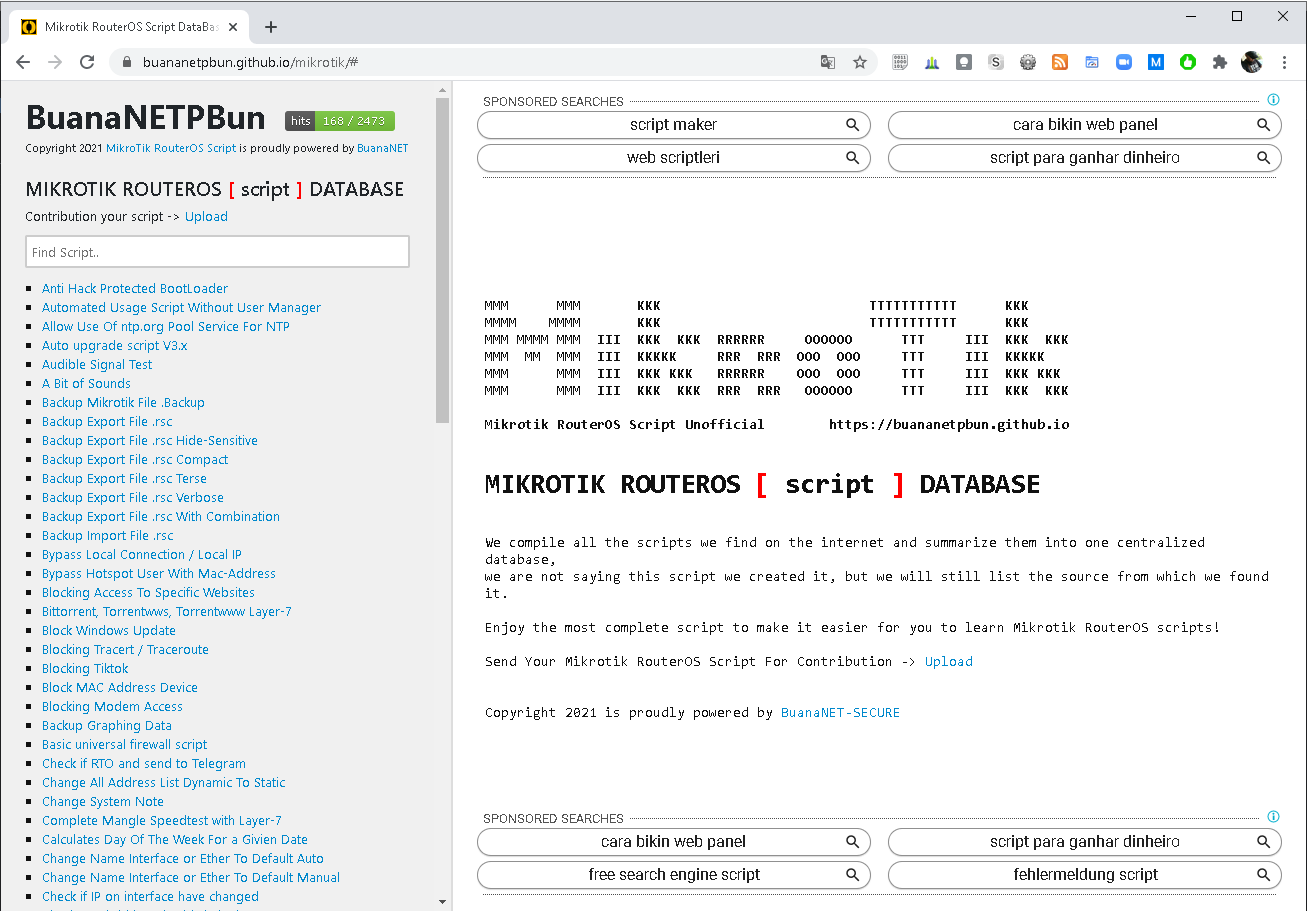 Mikrotik RouterOS Script DataBas
buananetpbun.github.io/mikrotik/#
BuanaNETPBun
hits 168 / 2473
Copyright 2021 MikroTik RouterOS Script is proudly powered by BuanaNET
MIKROTIK ROUTEROS [ script ] DATABASE
Contribution your script -> Upload
Find Script..
Anti Hack Protected BootLoader
Automated Usage Script Without User Manager
Allow Use Of ntp.org Pool Service For NTP
Auto upgrade script V3.x
Audible Signal Test
A Bit of Sounds
Backup Mikrotik File .Backup
Backup Export File .rsc
Backup Export File .rsc Hide-Sensitive
Backup Export File .rsc Compact
Backup Export File .rsc Terse
Backup Export File .rsc Verbose
Backup Export File .rsc With Combination
Backup Import File .rsc
Bypass Local Connection / Local IP
Bypass Hotspot User With Mac-Address
Blocking Access To Specific Websites
Bittorrent, Torrentwws, Torrentwww Layer-7
Block Windows Update
Blocking Tracert / Traceroute
Blocking Tiktok
Block MAC Address Device
Blocking Modem Access
Backup Graphing Data
Basic universal firewall script
Check if RTO and send to Telegram
Change All Address List Dynamic To Static
Change System Note
Complete Mangle Speedtest with Layer-7
Calculates Day Of The Week For a Givien Date
Change Name Interface or Ether To Default Auto
Change Name Interface or Ether To Default Manual
Check if IP on interface have changed
SPONSORED SEARCHES
script maker
cara bikin web panel
web scriptleri
script para ganhar dinheiro
MMM      MMM       KKK                          TTTTTTTTTTT      KKK
MMMM    MMMM       KKK                          TTTTTTTTTTT      KKK
MMM MMMM MMM  III  KKK  KKK  RRRRRR     OOOOOO      TTT     III  KKK  KKK
MMM  MM  MMM  III  KKKKK     RRR  RRR  OOO  OOO     TTT     III  KKKKK
MMM      MMM  III  KKK KKK   RRRRRR    OOO  OOO     TTT     III  KKK KKK
MMM      MMM  III  KKK  KKK  RRR  RRR   OOOOOO      TTT     III  KKK  KKK
Mikrotik RouterOS Script Unofficial        https://buananetpbun.github.io
MIKROTIK ROUTEROS [ script ] DATABASE
We compile all the scripts we find on the internet and summarize them into one centralized
database,
we are not saying this script we created it, but we will still list the source from which we found
it.
Enjoy the most complete script to make it easier for you to learn Mikrotik RouterOS scripts!
Send Your Mikrotik RouterOS Script For Contribution -> Upload
Copyright 2021 is proudly powered by BuanaNET-SECURE
SPONSORED SEARCHES
cara bikin web panel
script para ganhar dinheiro
free search engine script
fehlermeldung script